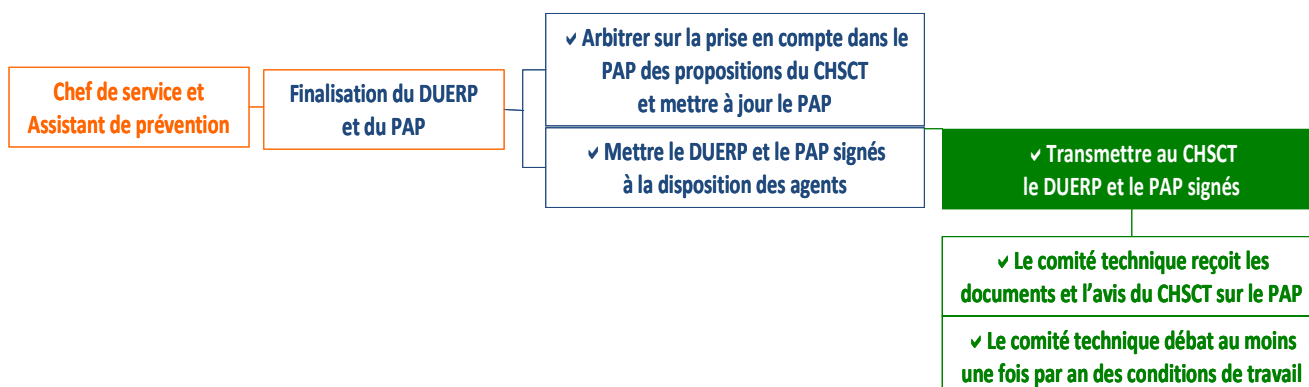 Chef de service et
Assistant de prévention
Finalisation du DUERP
et du PAP
✓ Arbitrer sur la prise en compte dans le
PAP des propositions du CHSCT
et mettre à jour le PAP
✓ Mettre le DUERP et le PAP signés
à la disposition des agents
✓ Transmettre au CHSCT
le DUERP et le PAP signés
✓ Le comité technique reçoit les
documents et l’avis du CHSCT sur le PAP
✓ Le comité technique débat au moins
une fois par an des conditions de travail